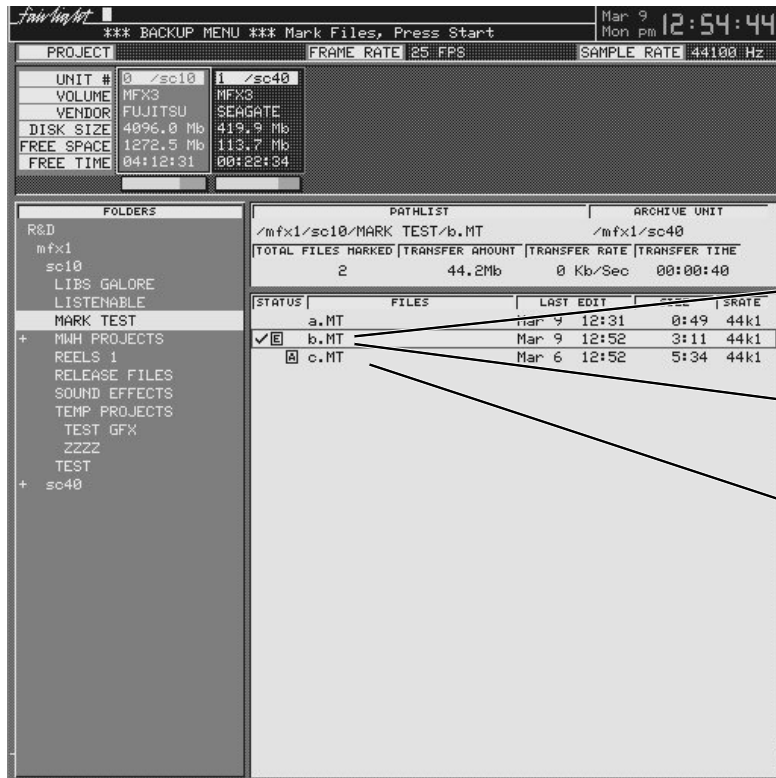 fairlight
*** BACKUP MENU *** Mark Files, Press Start
Mar 9
Mon pm 12:54:44
PROJECT FRAME RATE 25 FPS SAMPLE RATE 44100 Hz
UNIT # 0 /sc10 1 /sc40
VOLUME MFX3 MFX3
VENDOR FUJITSU SEAGATE
DISK SIZE 4096.0 Mb 419.9 Mb
FREE SPACE 1272.5 Mb 113.7 Mb
FREE TIME 04:12:31 00:22:34
FOLDERS
R&D
mfx1
sc10
LIBS GALORE
LISTENABLE
MARK TEST
+ MWH PROJECTS
REELS 1
RELEASE FILES
SOUND EFFECTS
TEMP PROJECTS
TEST GFX
ZZZZ
TEST
+ sc40
PATHLIST ARCHIVE UNIT
/mfx1/sc10/MARK TEST/b.MT /mfx1/sc40
TOTAL FILES MARKED TRANSFER AMOUNT TRANSFER RATE TRANSFER TIME
2 44.2Mb 0 Kb/Sec 00:00:40
STATUS FILES LAST EDIT SIZE SRATE
a.MT Mar 9 12:31 0:49 44k1
✓ E b.MT Mar 9 12:52 3:11 44k1
A c.MT Mar 6 12:52 5:34 44k1